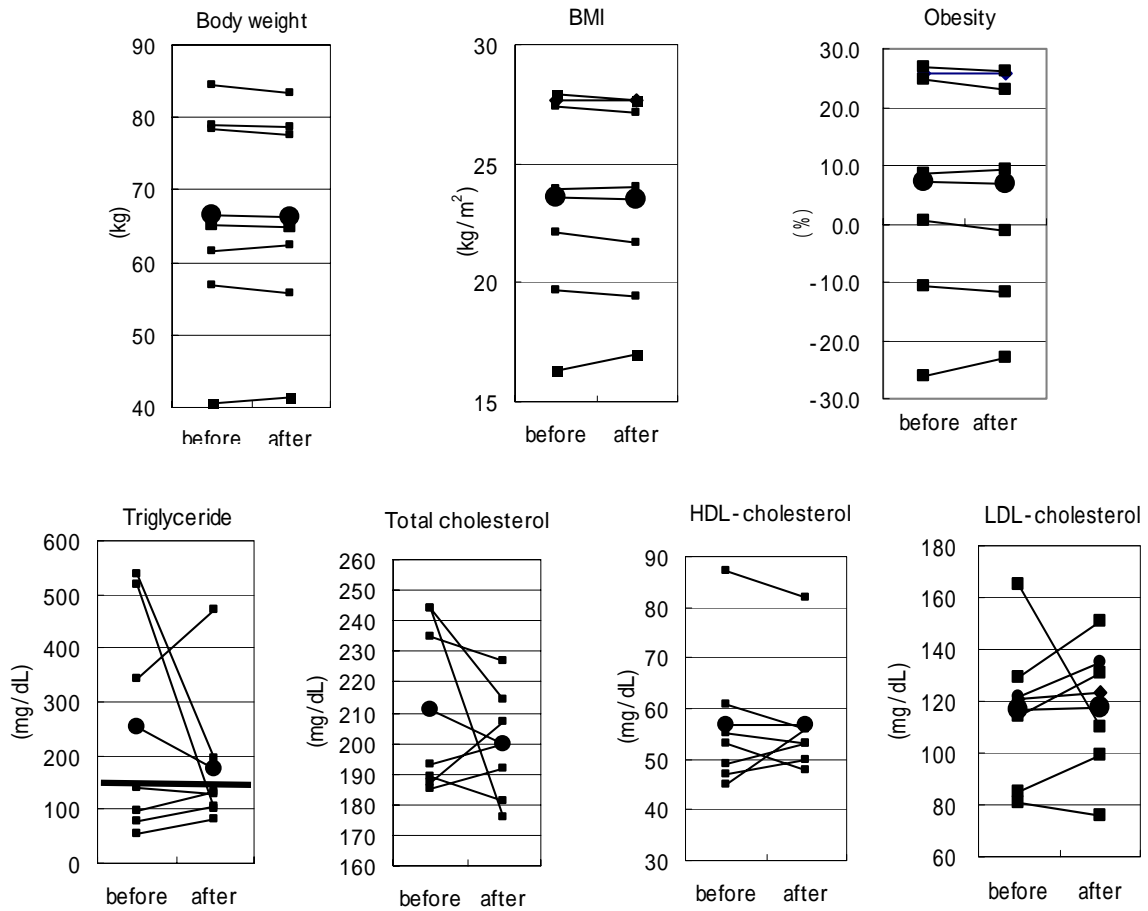 Body weight
90
80
70
60
50
40
(kg)
before after
BMI
30
25
20
15
(kg/m²)
before after
Obesity
30.0
20.0
10.0
0.0
-10.0
-20.0
-30.0
(%)
before after
Triglyceride
600
500
400
300
200
100
0
(mg/dL)
before after
Total cholesterol
260
250
240
230
220
210
200
190
180
170
160
(mg/dL)
before after
HDL-cholesterol
90
80
70
60
50
40
30
(mg/dL)
before after
LDL-cholesterol
180
160
140
120
100
80
60
(mg/dL)
before after